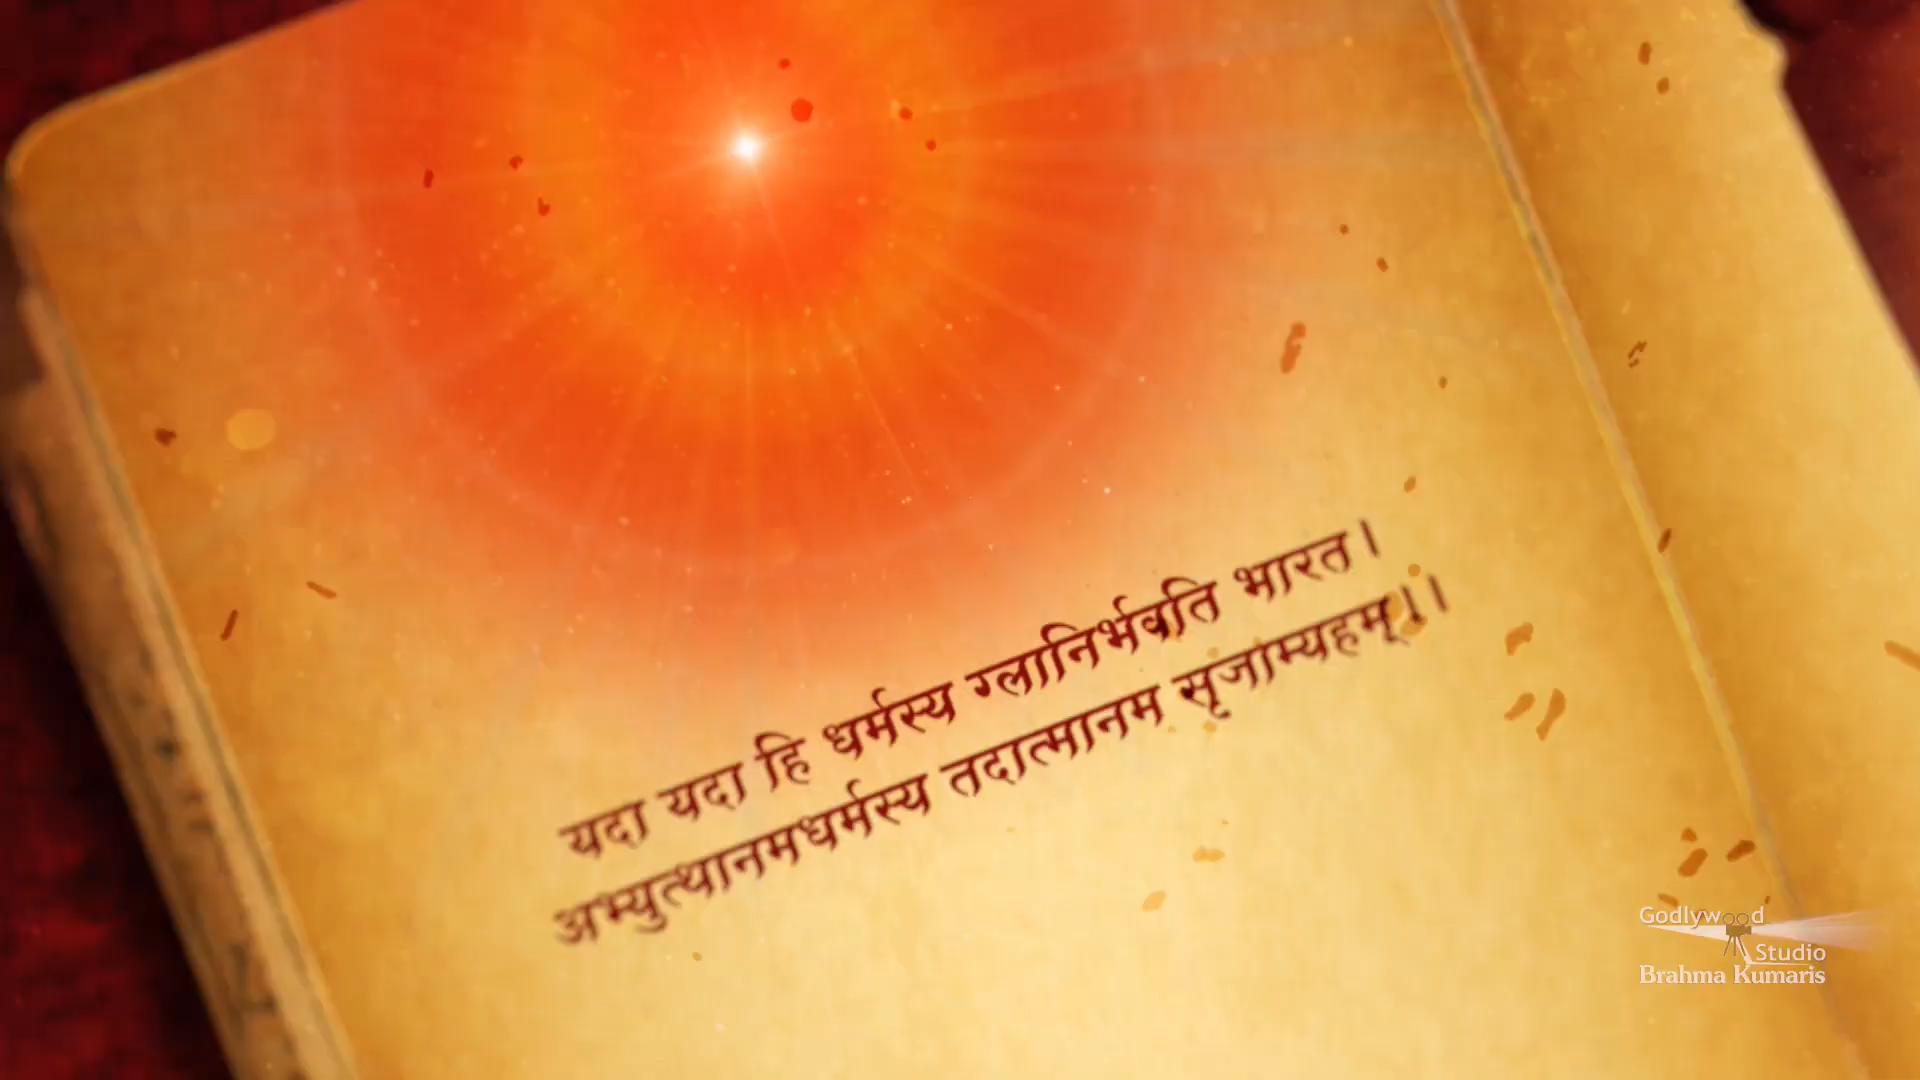 यदा यदा हि धर्मस्य ग्लानिर्भवति भारत।
अभ्युत्थानमधर्मस्य तदात्मानम सृजाम्यहम्।।
Godlywood
Studio
Brahma Kumaris